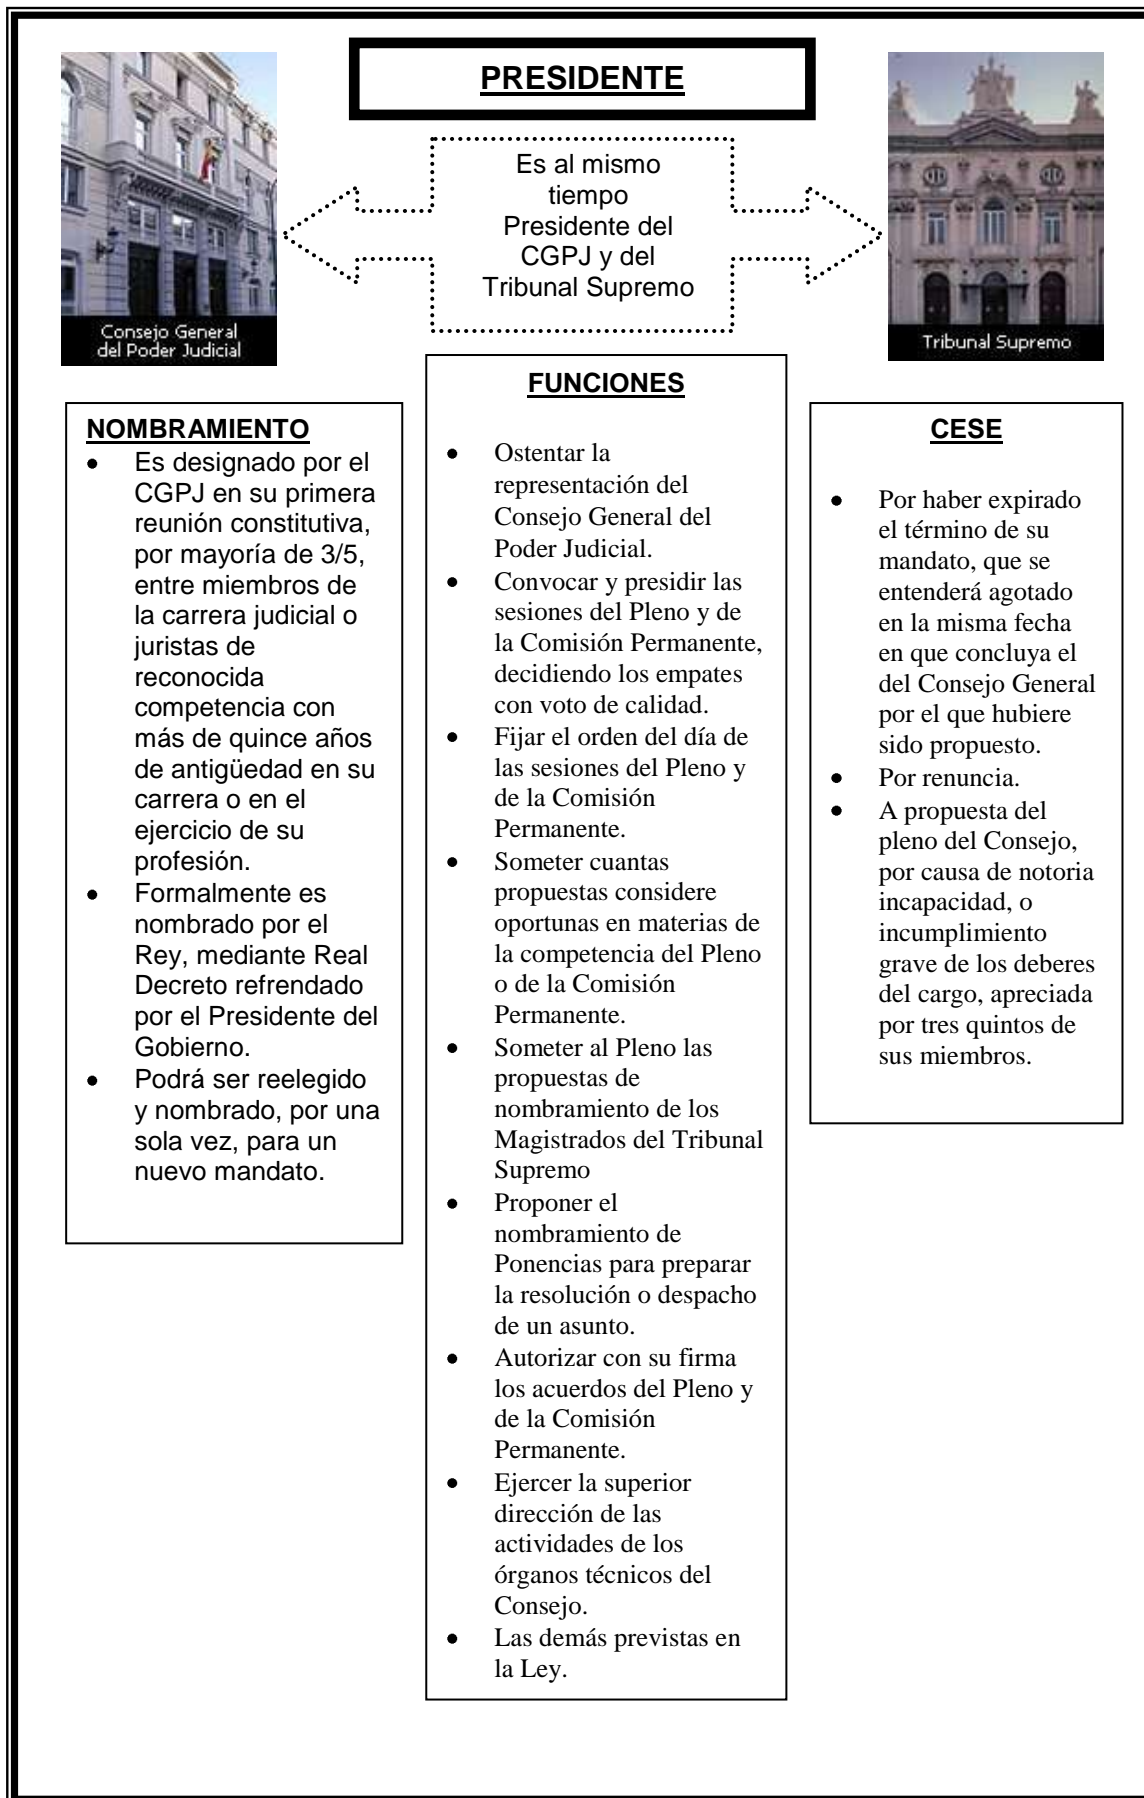 PRESIDENTE
Es al mismo
tiempo
Presidente del
CGPJ y del
Tribunal Supremo
Consejo General
del Poder Judicial
Tribunal Supremo
NOMBRAMIENTO
• Es designado por el
CGPJ en su primera
reunión constitutiva,
por mayoría de 3/5,
entre miembros de
la carrera judicial o
juristas de
reconocida
competencia con
más de quince años
de antigüedad en su
carrera o en el
ejercicio de su
profesión.
• Formalmente es
nombrado por el
Rey, mediante Real
Decreto refrendado
por el Presidente del
Gobierno.
• Podrá ser reelegido
y nombrado, por una
sola vez, para un
nuevo mandato.
FUNCIONES
• Ostentar la
representación del
Consejo General del
Poder Judicial.
• Convocar y presidir las
sesiones del Pleno y de
la Comisión Permanente,
decidiendo los empates
con voto de calidad.
• Fijar el orden del día de
las sesiones del Pleno y
de la Comisión
Permanente.
• Someter cuantas
propuestas considere
oportunas en materias de
la competencia del Pleno
o de la Comisión
Permanente.
• Someter al Pleno las
propuestas de
nombramiento de los
Magistrados del Tribunal
Supremo
• Proponer el
nombramiento de
Ponencias para preparar
la resolución o despacho
de un asunto.
• Autorizar con su firma
los acuerdos del Pleno y
de la Comisión
Permanente.
• Ejercer la superior
dirección de las
actividades de los
órganos técnicos del
Consejo.
• Las demás previstas en
la Ley.
CESE
• Por haber expirado
el término de su
mandato, que se
entenderá agotado
en la misma fecha
en que concluya el
del Consejo General
por el que hubiere
sido propuesto.
• Por renuncia.
• A propuesta del
pleno del Consejo,
por causa de notoria
incapacidad, o
incumplimiento
grave de los deberes
del cargo, apreciada
por tres quintos de
sus miembros.